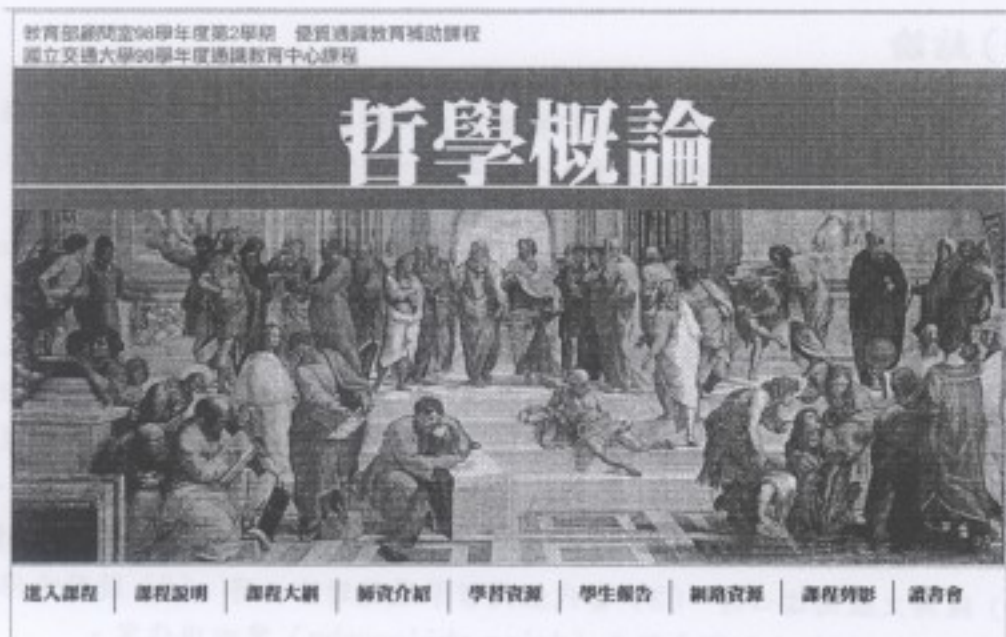 教育部顧問室98學年度第2學期 優質通識教育補助課程
國立交通大學98學年度通識教育中心課程
哲學概論
進入課程 | 課程說明 | 課程大綱 | 師資介紹 | 學習資源 | 學生報告 | 網路資源 | 課程剪影 | 讀書會